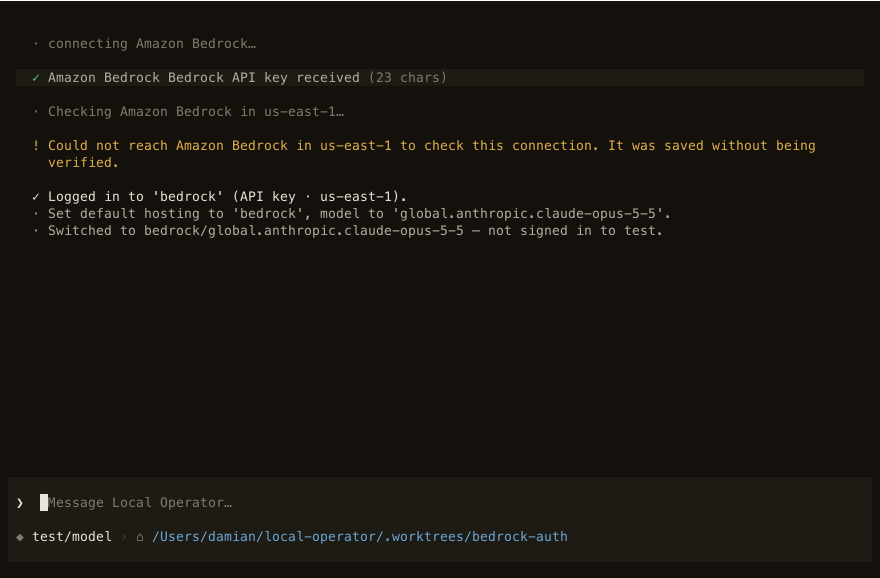 · connecting Amazon Bedrock…
✓ Amazon Bedrock Bedrock API key received (23 chars)
· Checking Amazon Bedrock in us-east-1…
! Could not reach Amazon Bedrock in us-east-1 to check this connection. It was saved without being
verified.
✓ Logged in to 'bedrock' (API key · us-east-1).
· Set default hosting to 'bedrock', model to 'global.anthropic.claude-opus-5-5'.
· Switched to bedrock/global.anthropic.claude-opus-5-5 — not signed in to test.
❯ Message Local Operator…
◆ test/model › ⌂ /Users/damian/local-operator/.worktrees/bedrock-auth